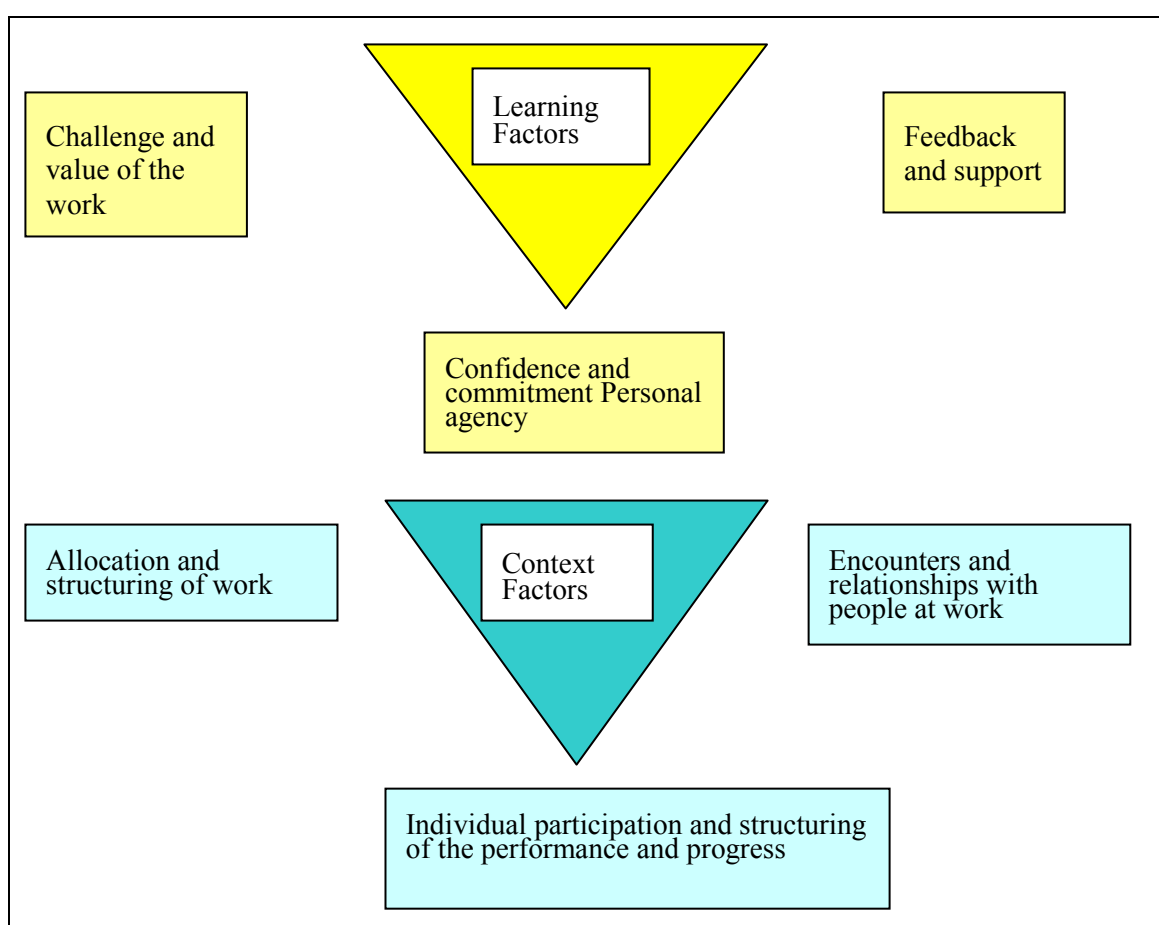 Learning
Factors
Challenge and
value of the
work
Feedback
and support
Confidence and
commitment Personal
agency
Context
Factors
Allocation and
structuring of work
Encounters and
relationships with
people at work
Individual participation and structuring
of the performance and progress